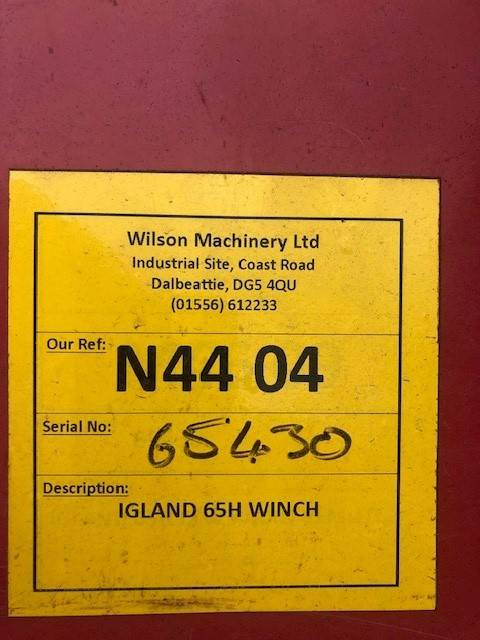 Wilson Machinery Ltd
Industrial Site, Coast Road
Dalbeattie, DG5 4QU
(01556) 612233
Our Ref: N44 04
Serial No: 65430
Description:
IGLAND 65H WINCH